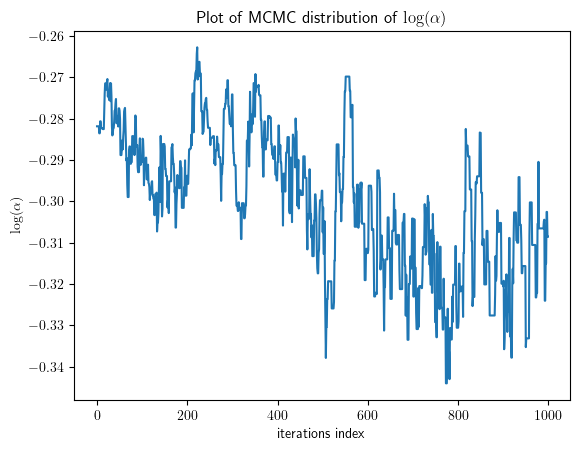 Plot of MCMC distribution of log(α)
−0.26
−0.27
−0.28
−0.29
−0.30
−0.31
−0.32
−0.33
−0.34
log(α)
0 200 400 600 800 1000
iterations index